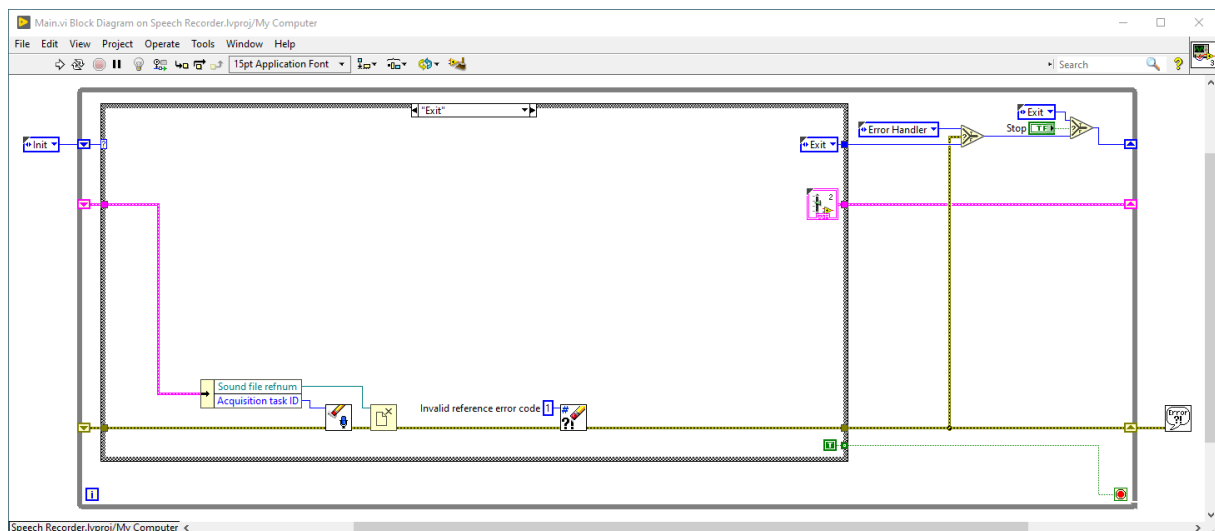 Main.vi Block Diagram on Speech Recorder.lvproj/My Computer
File Edit View Project Operate Tools Window Help
15pt Application Font
Search
3
"Exit"
Init
?
Exit
Error Handler
Exit
Stop TF
2
Sound file refnum
Acquisition task ID
Invalid reference error code 1
#
?!
T
Error
?!
i
Speech Recorder.lvproj/My Computer